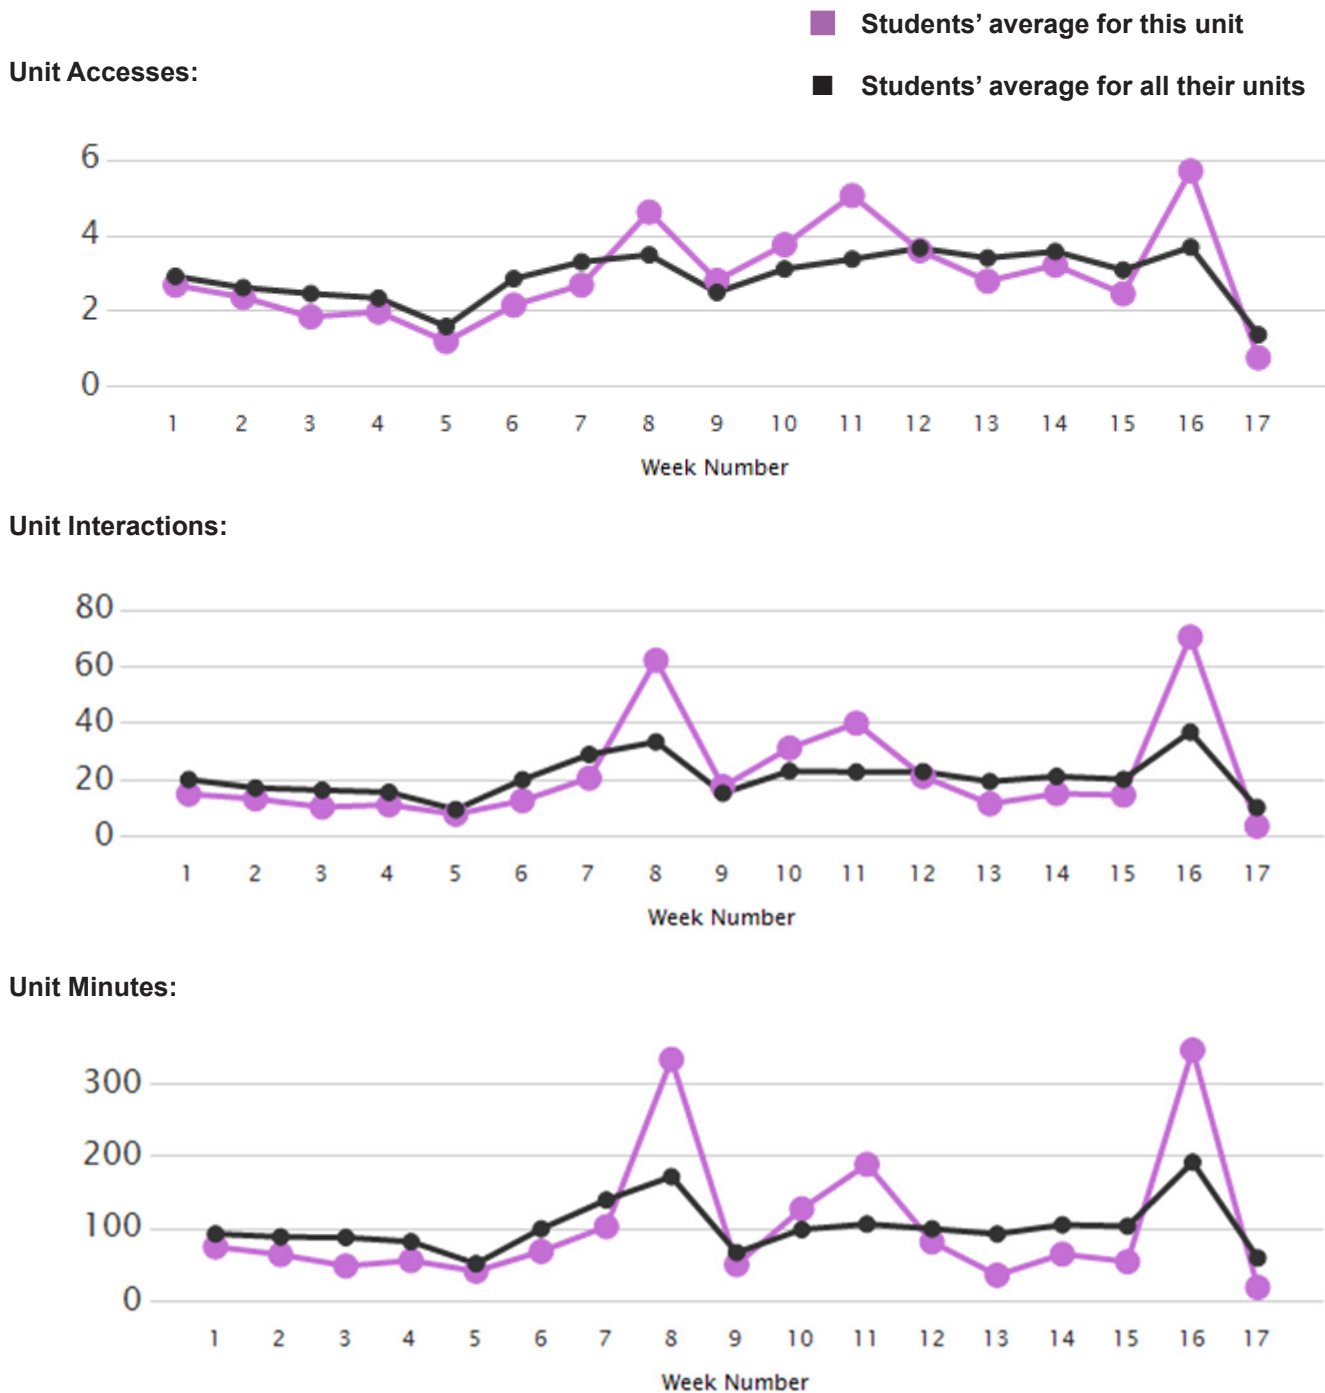 Students’ average for this unit
Unit Accesses:
Students’ average for all their units
6
4
2
0
1 2 3 4 5 6 7 8 9 10 11 12 13 14 15 16 17
Week Number
Unit Interactions:
80
60
40
20
0
1 2 3 4 5 6 7 8 9 10 11 12 13 14 15 16 17
Week Number
Unit Minutes:
300
200
100
0
1 2 3 4 5 6 7 8 9 10 11 12 13 14 15 16 17
Week Number